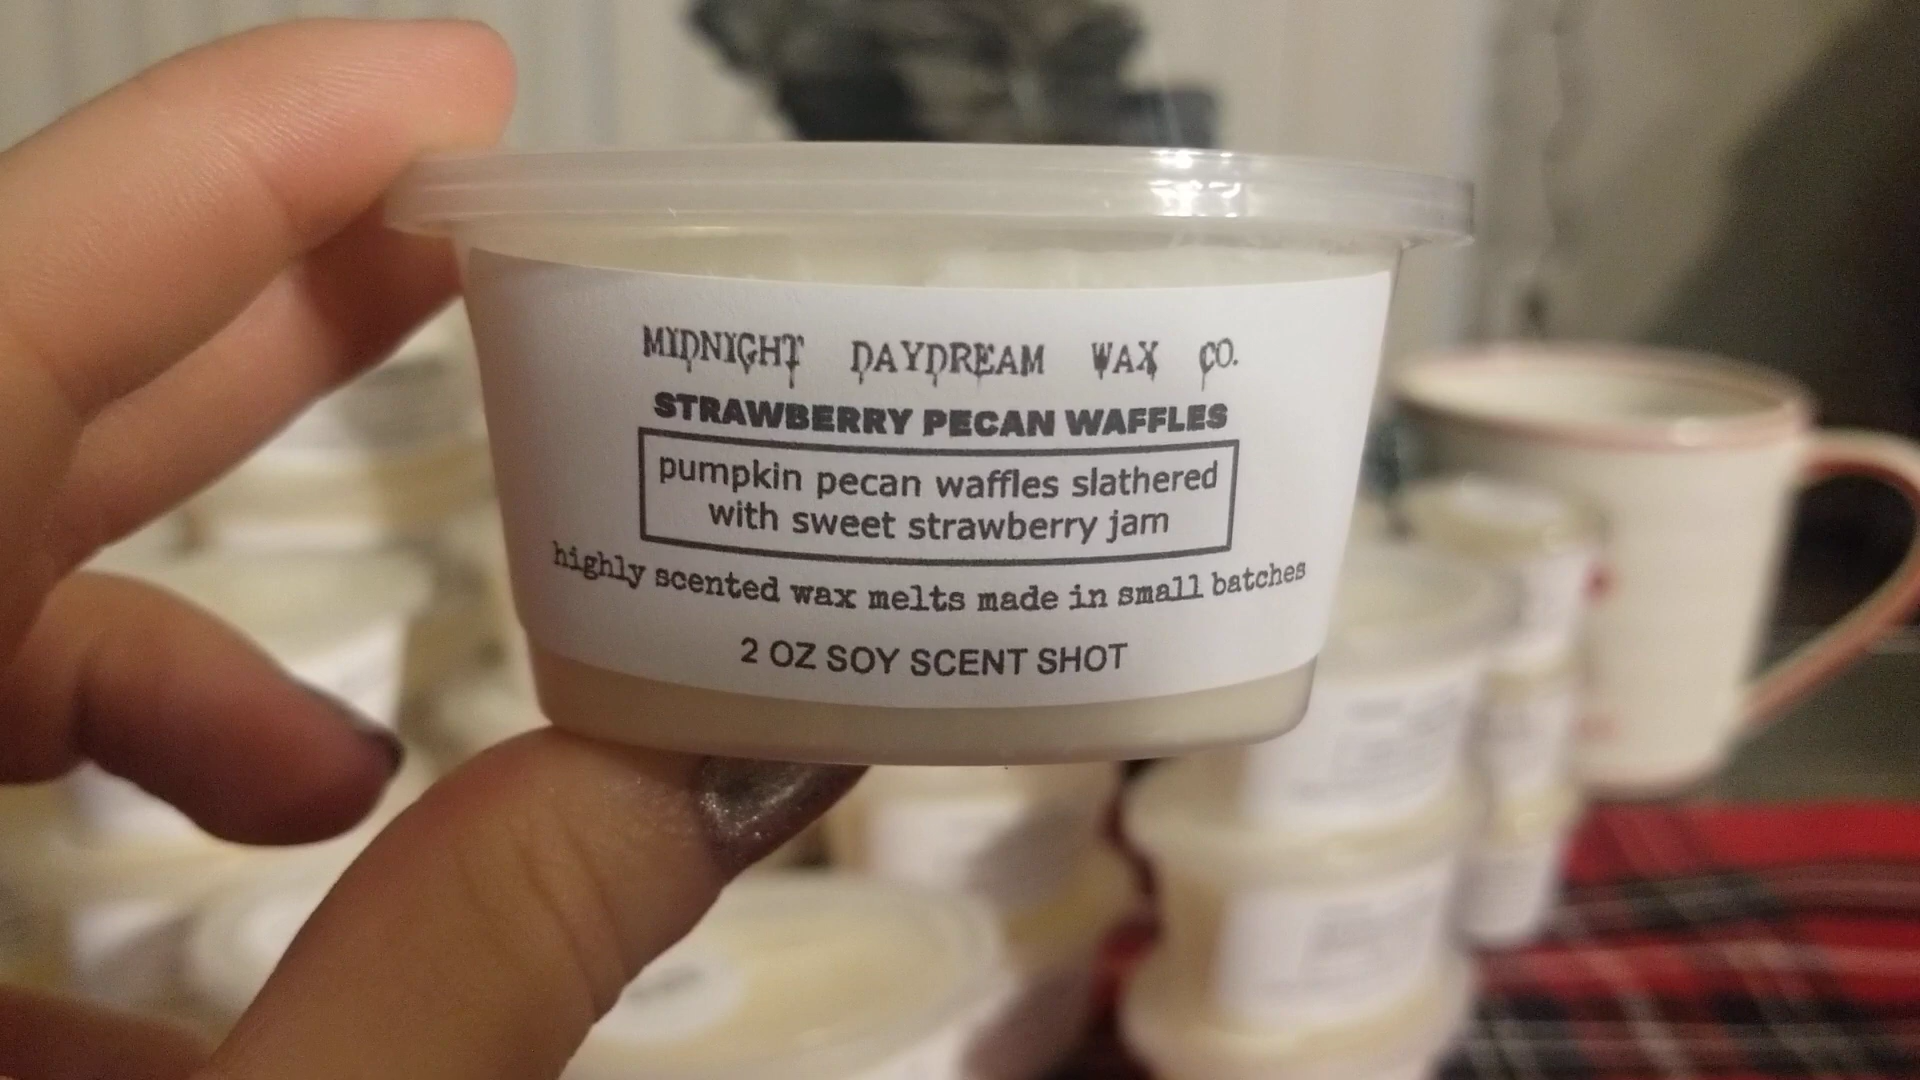 MIDNIGHT DAYDREAM WAX CO.
STRAWBERRY PECAN WAFFLES
pumpkin pecan waffles slathered
with sweet strawberry jam
highly scented wax melts made in small batches
2 OZ SOY SCENT SHOT